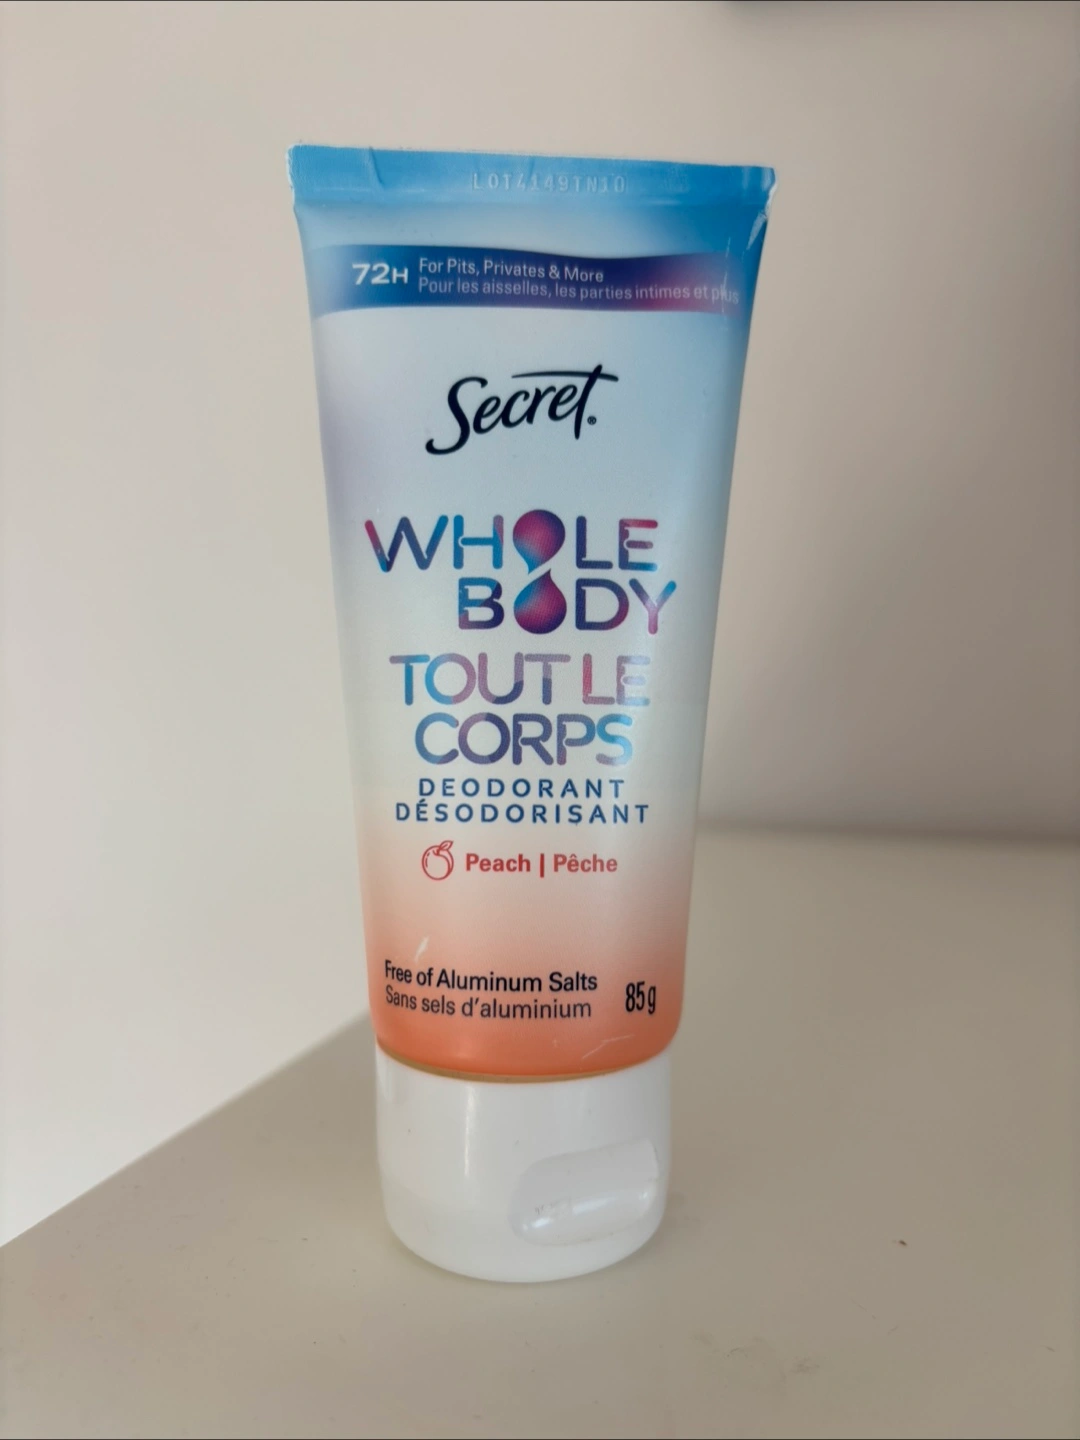 LOT4149TN10
72H For Pits, Privates & More
Pour les aisselles, les parties intimes et plus
Secret®
WHOLE
BODY
TOUT LE
CORPS
DEODORANT
DÉSODORISANT
Peach | Pêche
Free of Aluminum Salts
Sans sels d'aluminium 85 g